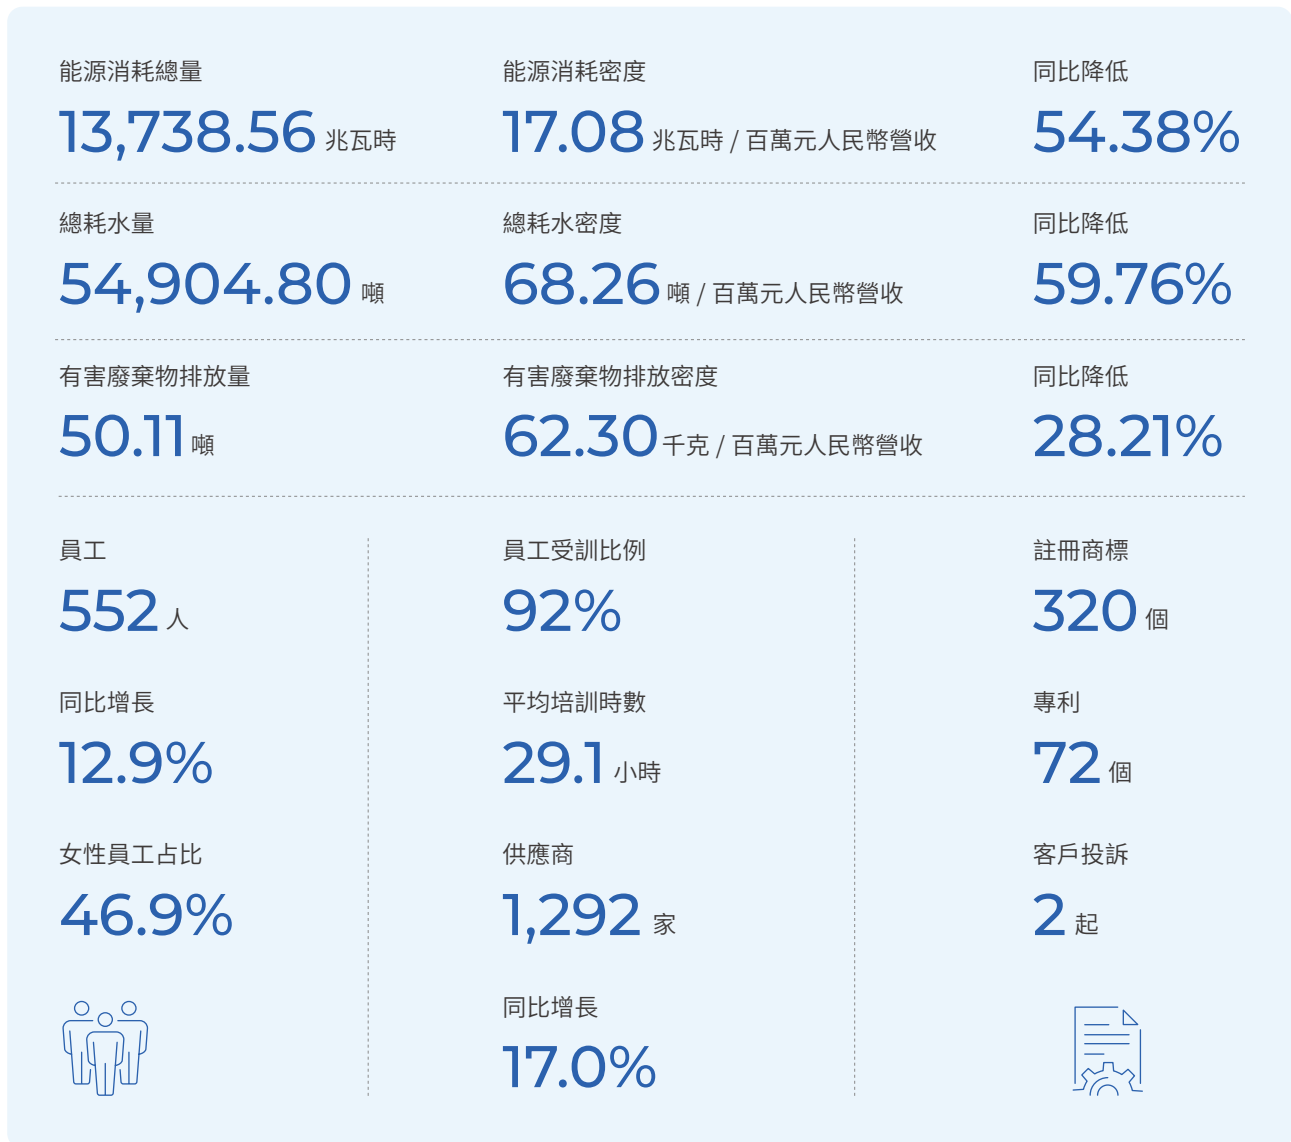 能源消耗總量
13,738.56 兆瓦時
能源消耗密度
17.08 兆瓦時 / 百萬元人民幣營收
同比降低
54.38%
總耗水量
54,904.80 噸
總耗水密度
68.26 噸 / 百萬元人民幣營收
同比降低
59.76%
有害廢棄物排放量
50.11 噸
有害廢棄物排放密度
62.30 千克 / 百萬元人民幣營收
同比降低
28.21%
員工
552 人
同比增長
12.9%
女性員工占比
46.9%
員工受訓比例
92%
平均培訓時數
29.1 小時
供應商
1,292 家
同比增長
17.0%
註冊商標
320 個
專利
72 個
客戶投訴
2 起